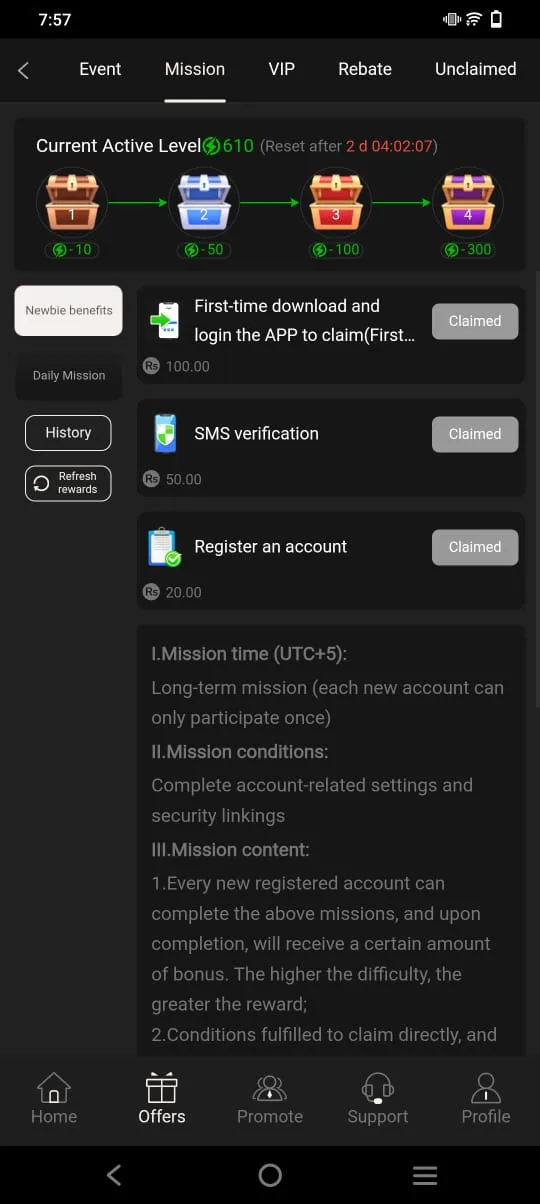 7:57
Event Mission VIP Rebate Unclaimed
Current Active Level 610 (Reset after 2 d 04:02:07)
1 2 3 4
-10 -50 -100 -300
Newbie benefits
Daily Mission
History
Refresh
rewards
First-time download and
login the APP to claim(First...
Claimed
Rs 100.00
SMS verification
Claimed
Rs 50.00
Register an account
Claimed
Rs 20.00
I.Mission time (UTC+5):
Long-term mission (each new account can
only participate once)
II.Mission conditions:
Complete account-related settings and
security linkings
III.Mission content:
1.Every new registered account can
complete the above missions, and upon
completion, will receive a certain amount
of bonus. The higher the difficulty, the
greater the reward;
2.Conditions fulfilled to claim directly, and
Home Offers Promote Support Profile